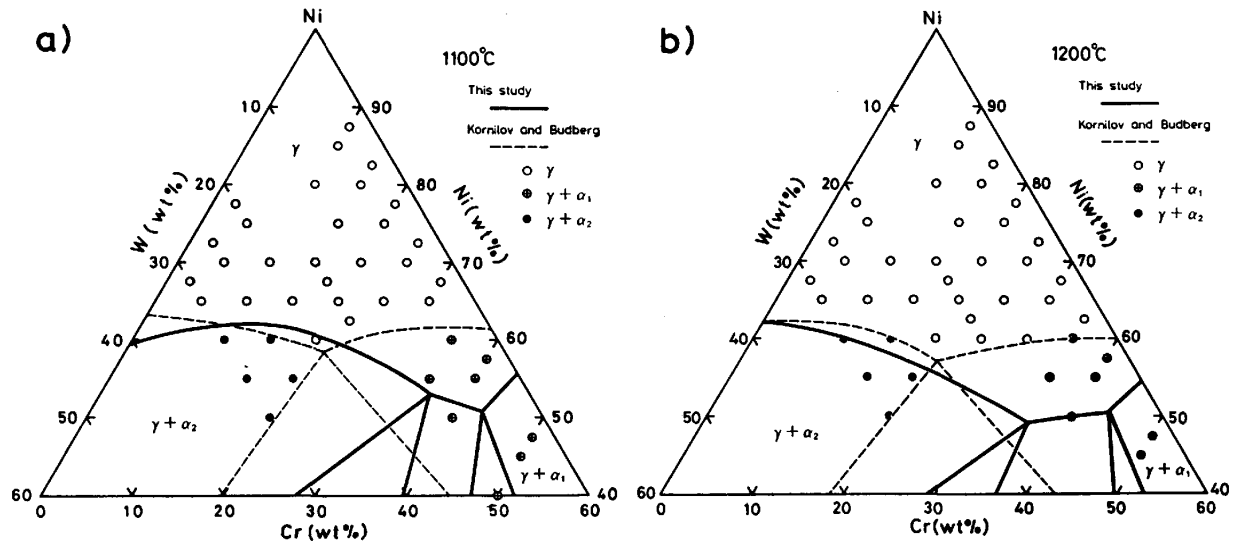 a)
Ni
1100°C
This study
Kornilov and Budberg
γ
γ + α₁
γ + α₂
10
90
γ
20
80
W (wt%)
Ni (wt%)
30
70
40
60
50
50
γ + α₂
γ + α₁
60
40
0
10
20
30
40
50
60
Cr (wt%)
b)
Ni
1200°C
This study
Kornilov and Budberg
γ
γ + α₁
γ + α₂
10
90
γ
20
80
W (wt%)
Ni (wt%)
30
70
40
60
50
50
γ + α₂
γ + α₁
60
40
0
10
20
30
40
50
60
Cr (wt%)